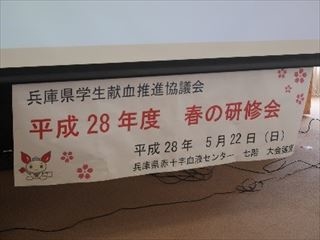 兵庫県学生献血推進協議会
平成28年度 春の研修会
平成28年 5月22日(日)
兵庫県赤十字血液センター 七階 大会議室